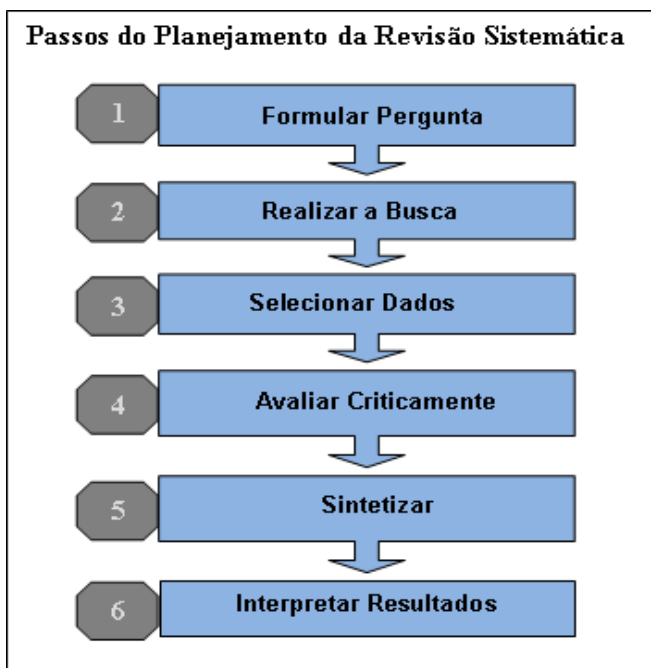 Passos do Planejamento da Revisão Sistemática
1 Formular Pergunta
2 Realizar a Busca
3 Selecionar Dados
4 Avaliar Criticamente
5 Sintetizar
6 Interpretar Resultados